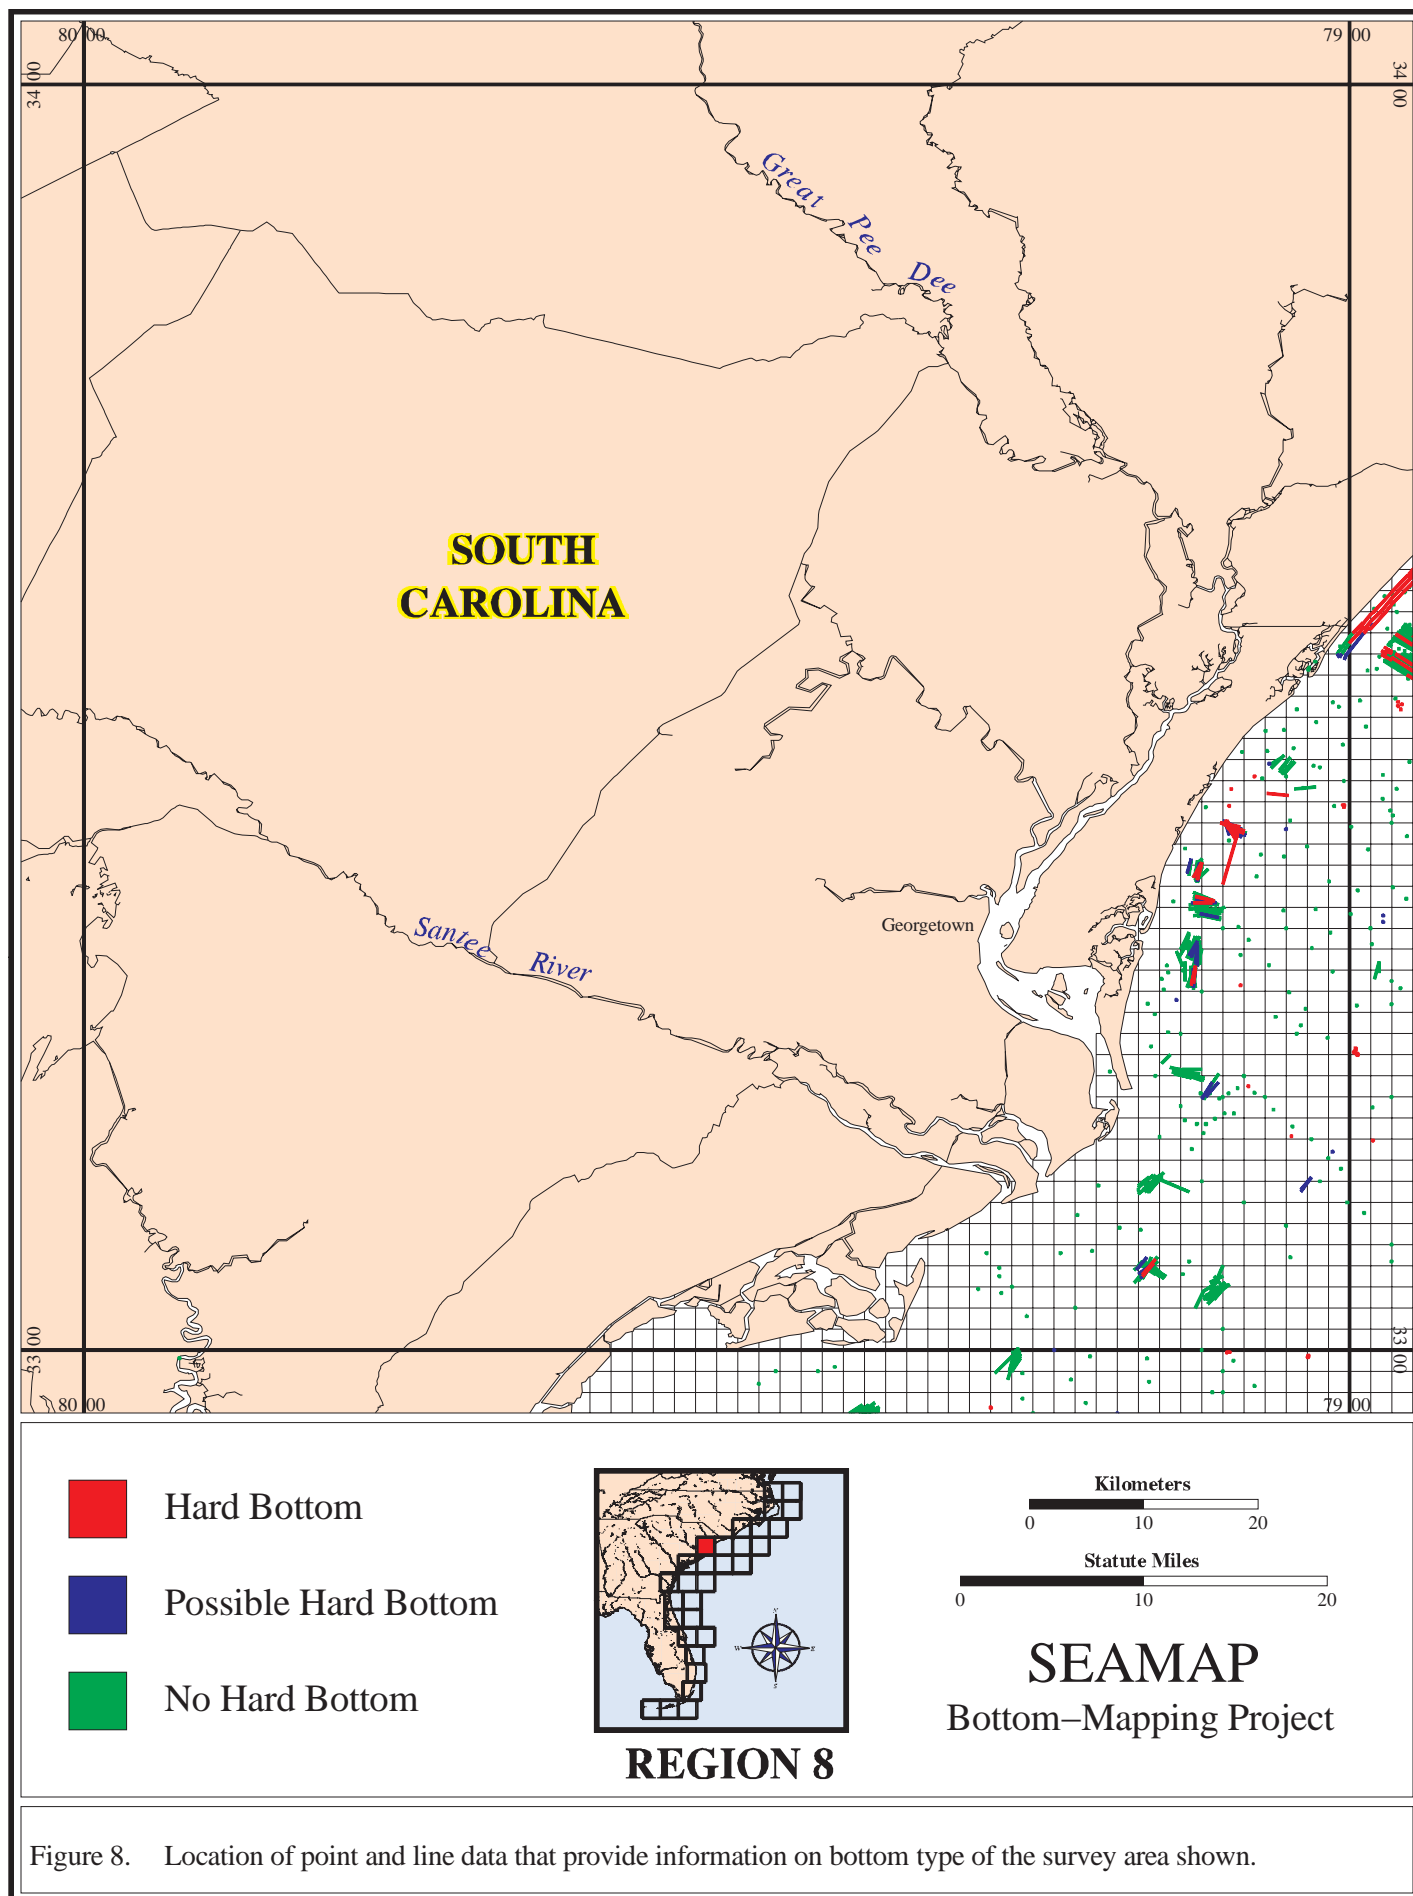 80 00
79 00
34 00
34 00
Great Pee Dee
SOUTH
CAROLINA
Georgetown
Santee River
33 00
33 00
80 00
79 00
Hard Bottom
Possible Hard Bottom
No Hard Bottom
N
W
E
S
REGION 8
Kilometers
0 10 20
Statute Miles
0 10 20
SEAMAP
Bottom−Mapping Project
Figure 8. Location of point and line data that provide information on bottom type of the survey area shown.